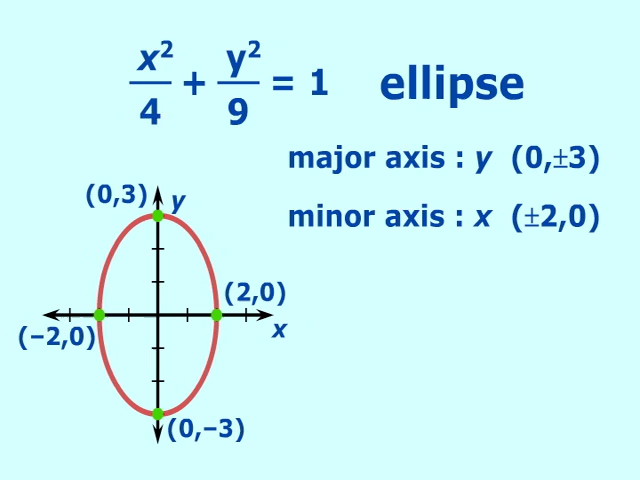 x²/4 + y²/9 = 1 ellipse
major axis : y (0,±3)
minor axis : x (±2,0)
(0,3) y
(2,0)
(−2,0) x
(0,−3)